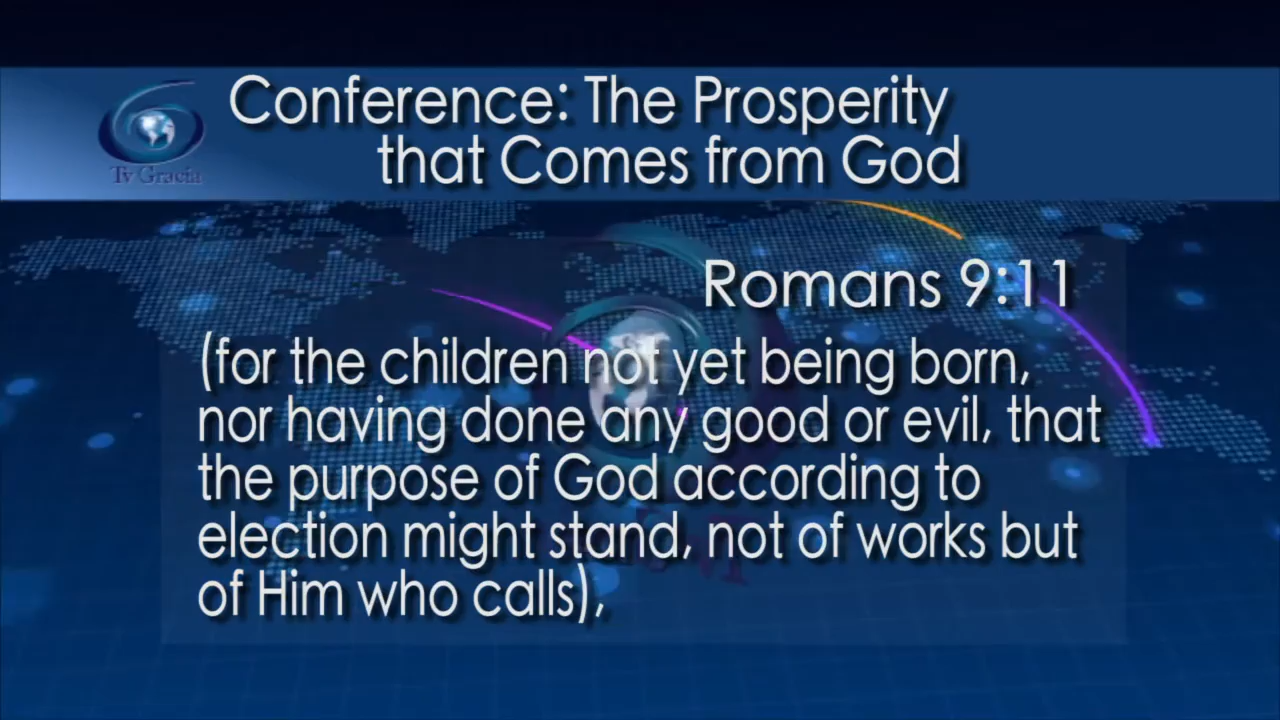 Conference: The Prosperity
that Comes from God
Tv Gracia
Romans 9:11
(for the children not yet being born,
nor having done any good or evil, that
the purpose of God according to
election might stand, not of works but
of Him who calls),